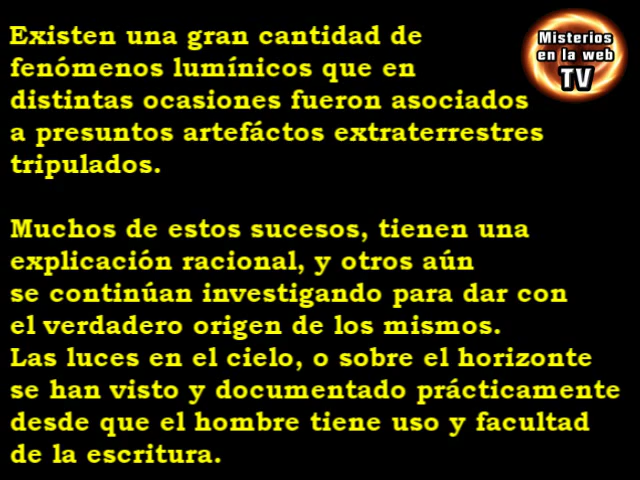 Existen una gran cantidad de
fenómenos lumínicos que en
distintas ocasiones fueron asociados
a presuntos artefáctos extraterrestres
tripulados.
Muchos de estos sucesos, tienen una
explicación racional, y otros aún
se continúan investigando para dar con
el verdadero origen de los mismos.
Las luces en el cielo, o sobre el horizonte
se han visto y documentado prácticamente
desde que el hombre tiene uso y facultad
de la escritura.
Misterios
en la web
TV